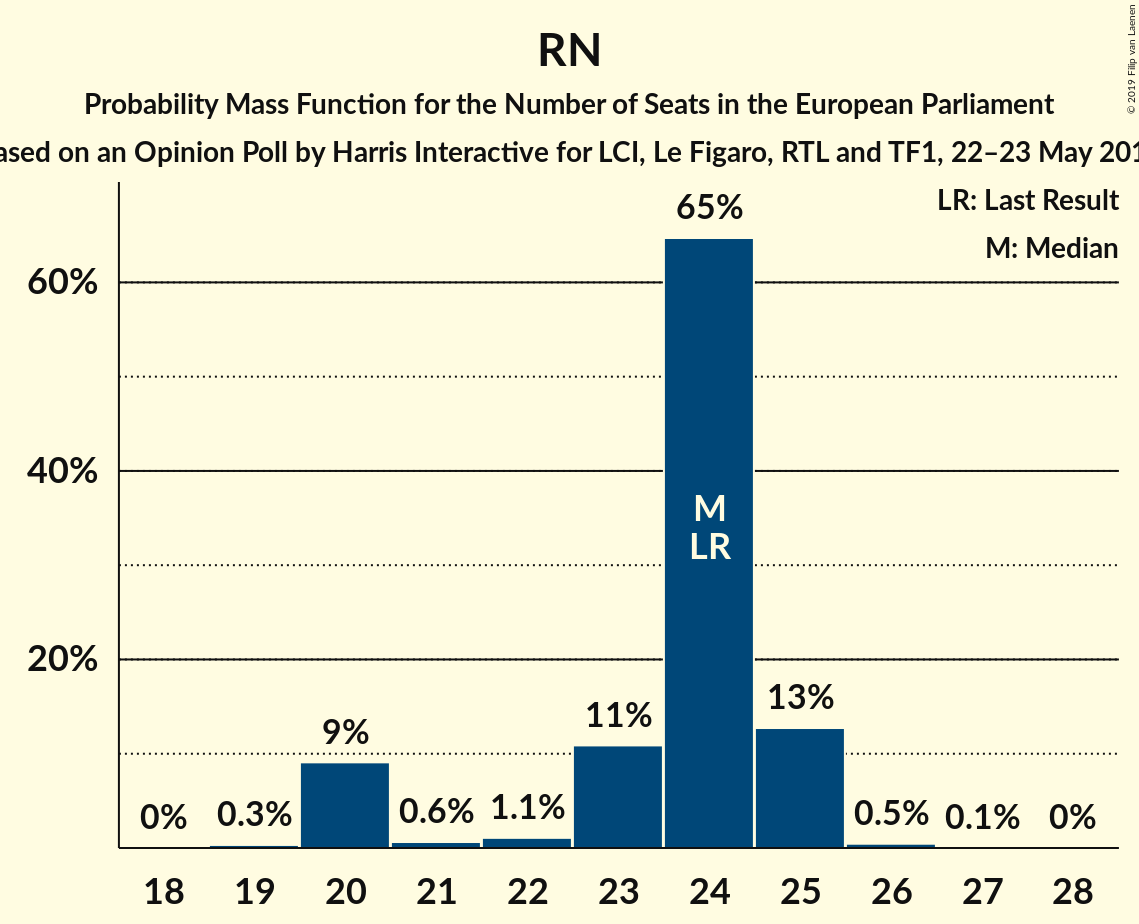 RN
Probability Mass Function for the Number of Seats in the European Parliament
on an Opinion Poll by Harris Interactive for LCI, Le Figaro, RTL and TF1, 22–23 May
© 2019 Filip van Laenen
LR: Last Result
M: Median
65%
60%
40%
M
LR
20%
13%
11%
9%
0%
0.3%
0.6%
1.1%
0.5%
0.1%
0%
18 19 20 21 22 23 24 25 26 27 28